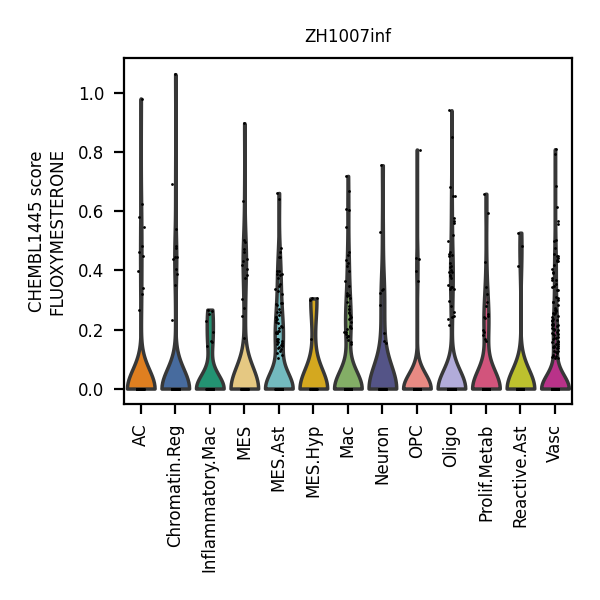 ZH1007inf
CHEMBL1445 score
FLUOXYMESTERONE
1.0
0.8
0.6
0.4
0.2
0.0
AC
Chromatin.Reg
Inflammatory.Mac
MES
MES.Ast
MES.Hyp
Mac
Neuron
OPC
Oligo
Prolif.Metab
Reactive.Ast
Vasc